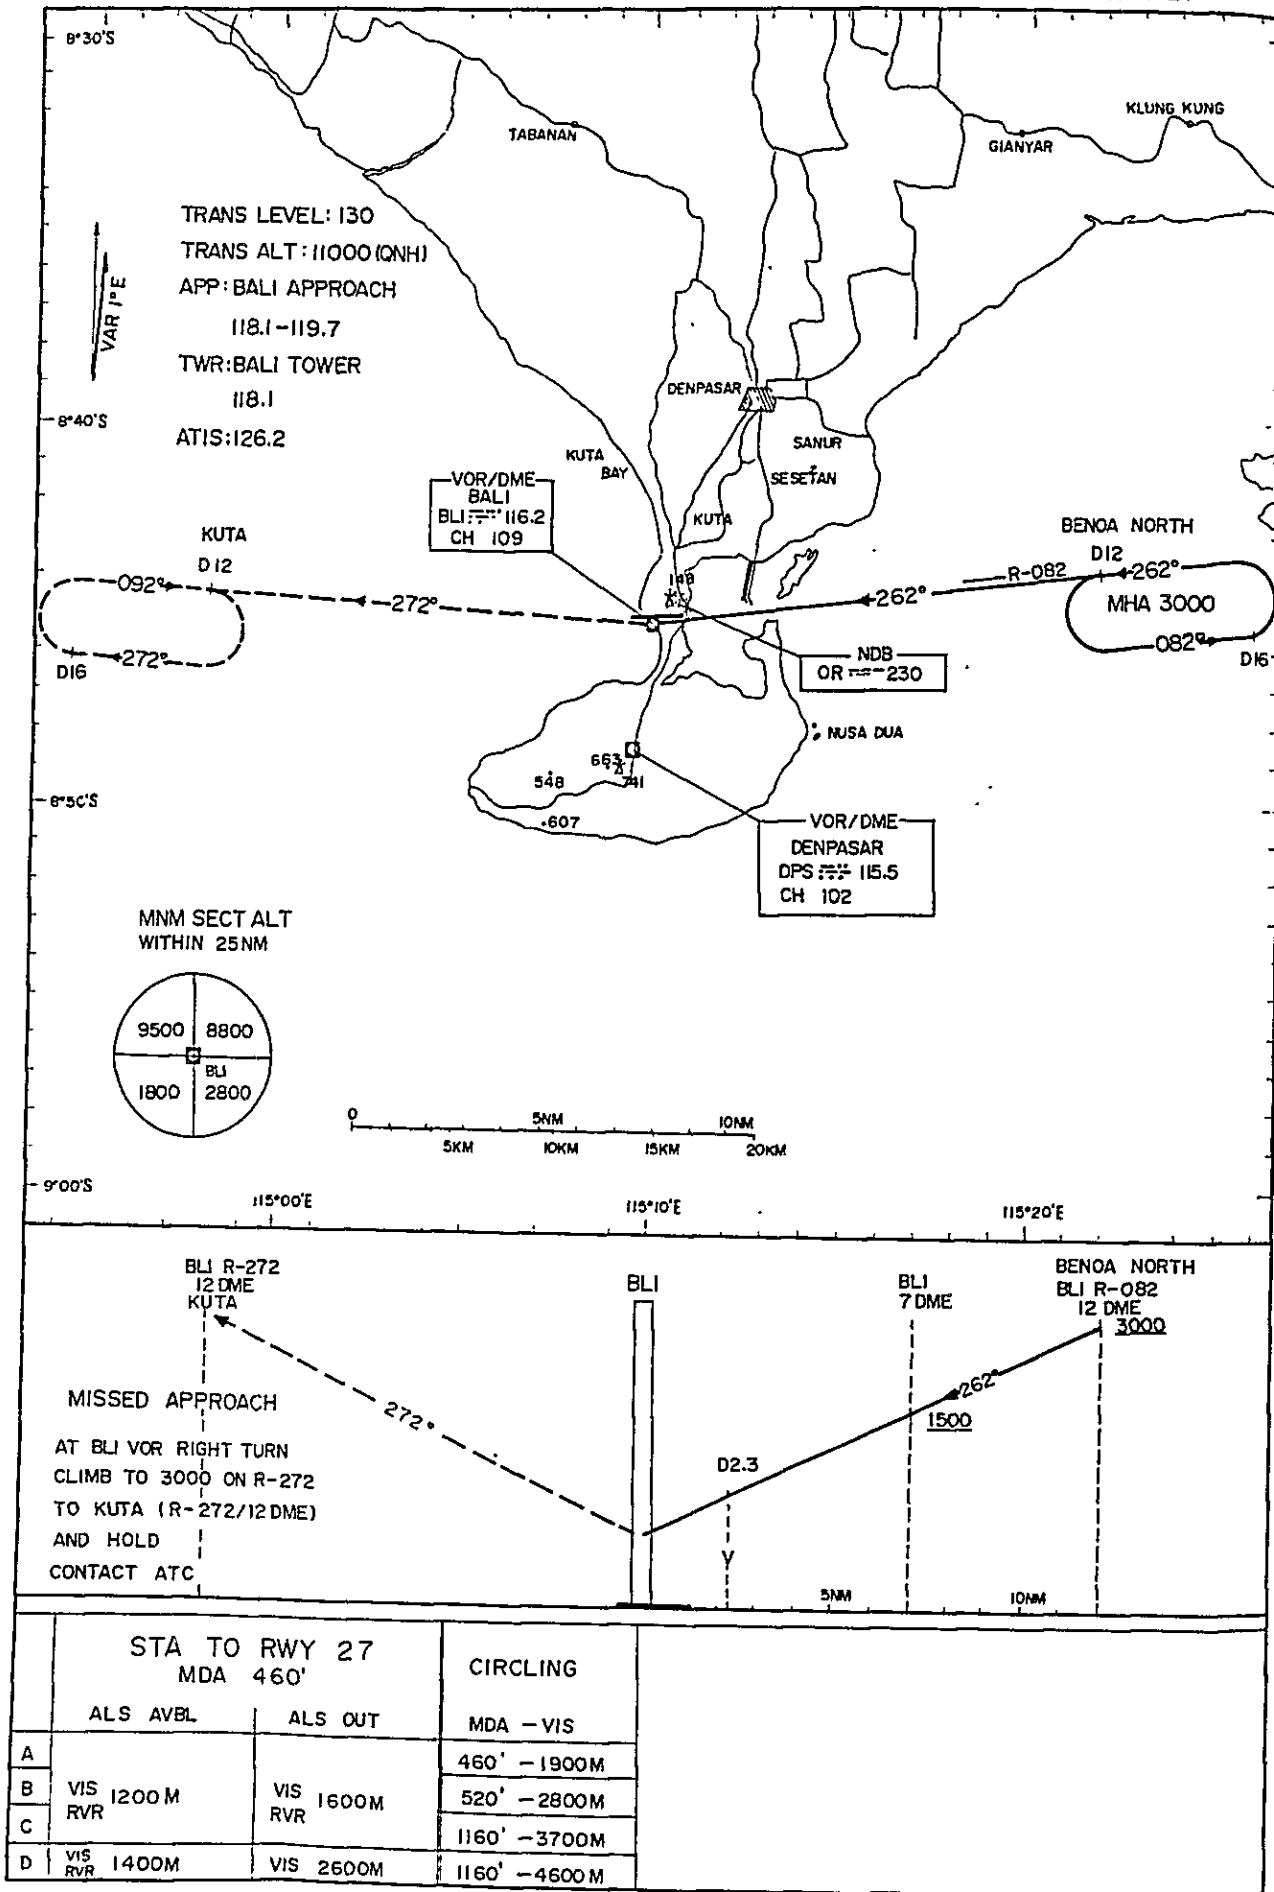 8°30'S
KLUNG KUNG
TABANAN
GIANYAR
TRANS LEVEL: 130
TRANS ALT: 11000 (QNH)
APP: BALI APPROACH
118.1-119.7
TWR: BALI TOWER
118.1
ATIS: 126.2
VAR 1°E
DENPASAR
8°40'S
SANUR
KUTA
BAY
SESETAN
VOR/DME
BALI
BLI 116.2
CH 109
KUTA
KUTA
D12
BENOA NORTH
D12
092°
272°
272°
D16
149
262°
R-082
262°
MHA 3000
082°
D16
NDB
OR 230
NUSA DUA
663
741
548
8°50'S
.607
VOR/DME
DENPASAR
DPS 115.5
CH 102
MNM SECT ALT
WITHIN 25NM
9500 8800
BLI
1800 2800
0 5NM 10NM
5KM 10KM 15KM 20KM
9°00'S
115°00'E 115°10'E 115°20'E
BLI R-272
12 DME
KUTA
BLI
BLI
7 DME
BENOA NORTH
BLI R-082
12 DME
3000
262°
1500
272°
D2.3
V
5NM 10NM
MISSED APPROACH
AT BLI VOR RIGHT TURN
CLIMB TO 3000 ON R-272
TO KUTA (R-272/12DME)
AND HOLD
CONTACT ATC
STA TO RWY 27
MDA 460'
CIRCLING
ALS AVBL ALS OUT MDA - VIS
A 460' - 1900M
B VIS RVR 1200M VIS RVR 1600M 520' - 2800M
C 1160' - 3700M
D VIS RVR 1400M VIS 2600M 1160' - 4600M